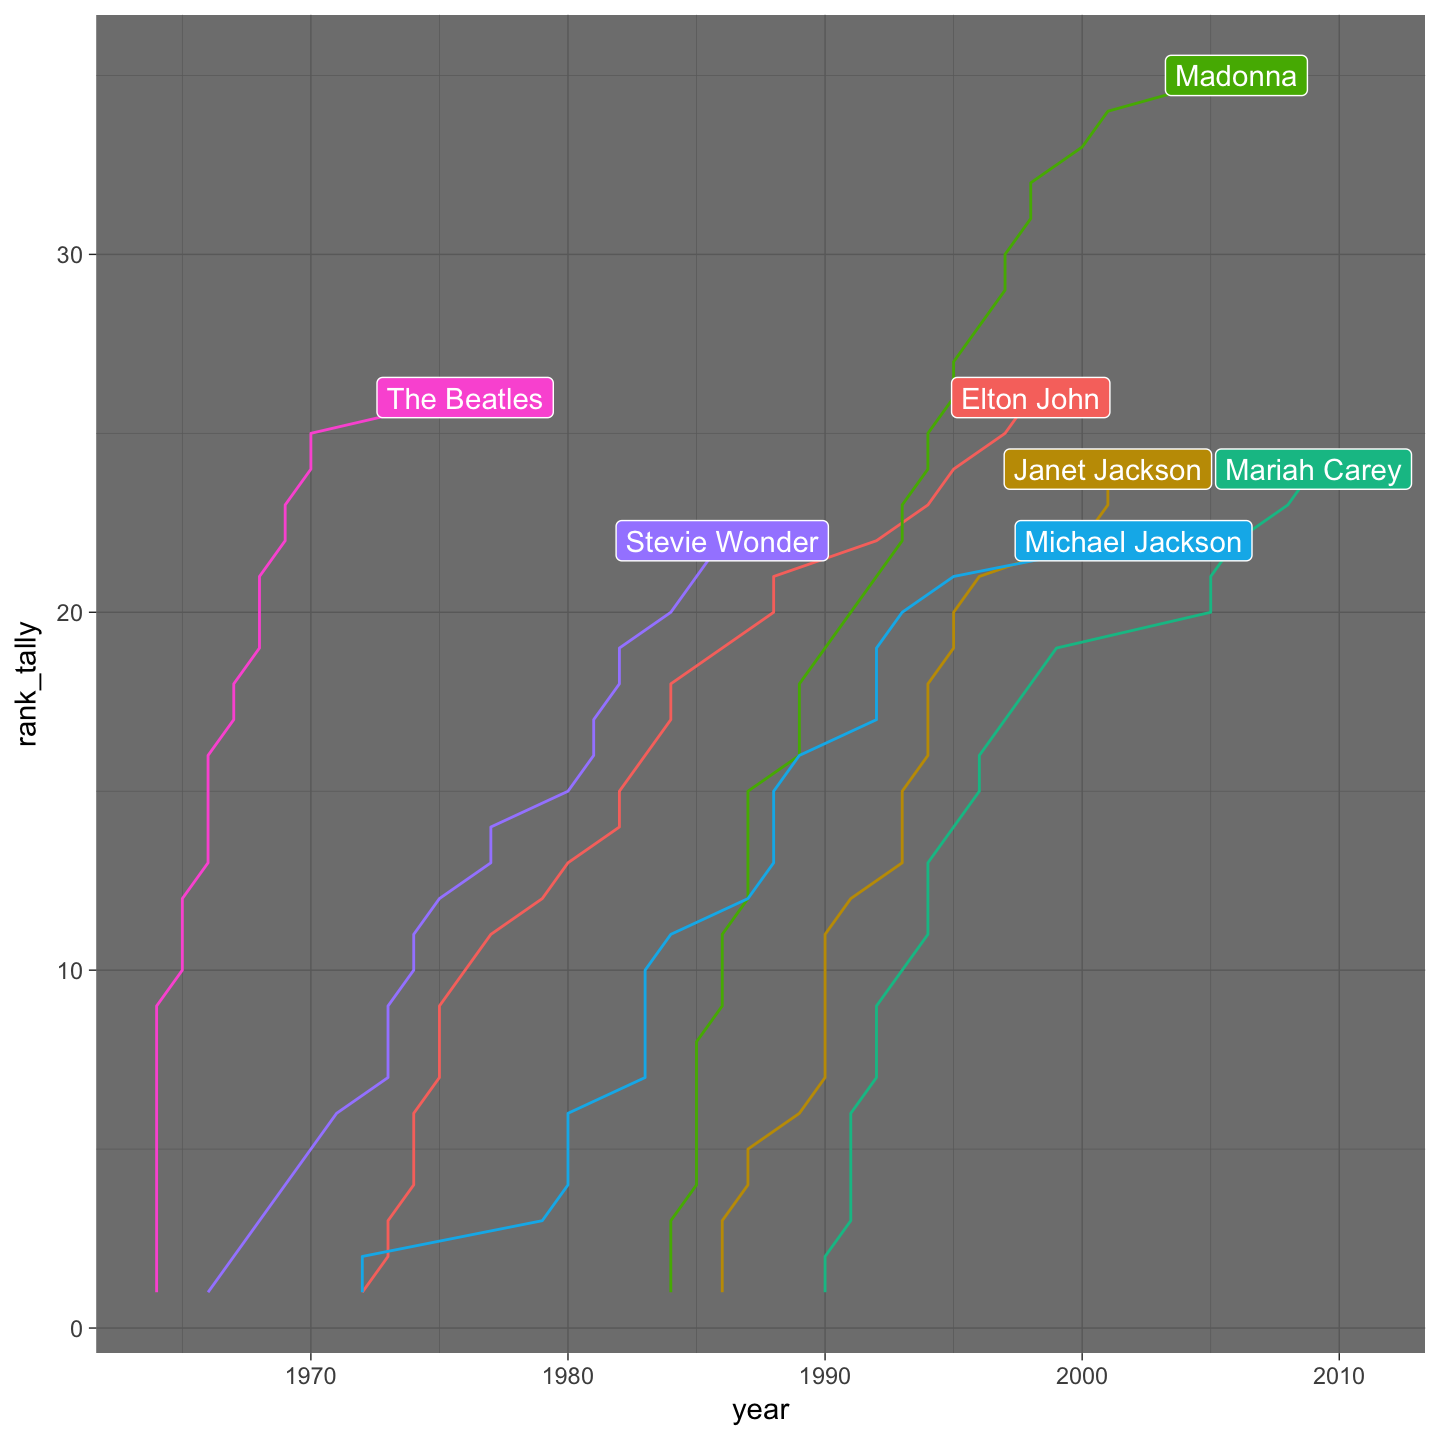 Madonna
30
The Beatles
Elton John
Janet Jackson
Mariah Carey
Stevie Wonder
Michael Jackson
20
rank_tally
10
0
1970
1980
1990
2000
2010
year